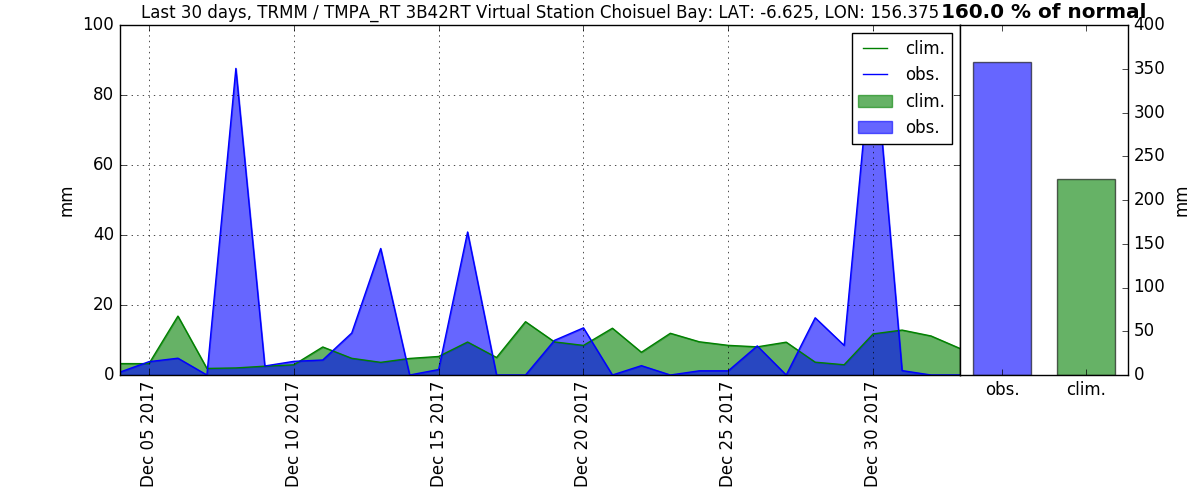 Last 30 days, TRMM / TMPA_RT 3B42RT Virtual Station Choisuel Bay: LAT: -6.625, LON: 156.375
160.0 % of normal
100
80
60
40
20
0
mm
clim.
obs.
clim.
obs.
Dec 05 2017
Dec 10 2017
Dec 15 2017
Dec 20 2017
Dec 25 2017
Dec 30 2017
400
350
300
250
200
150
100
50
0
mm
obs.
clim.